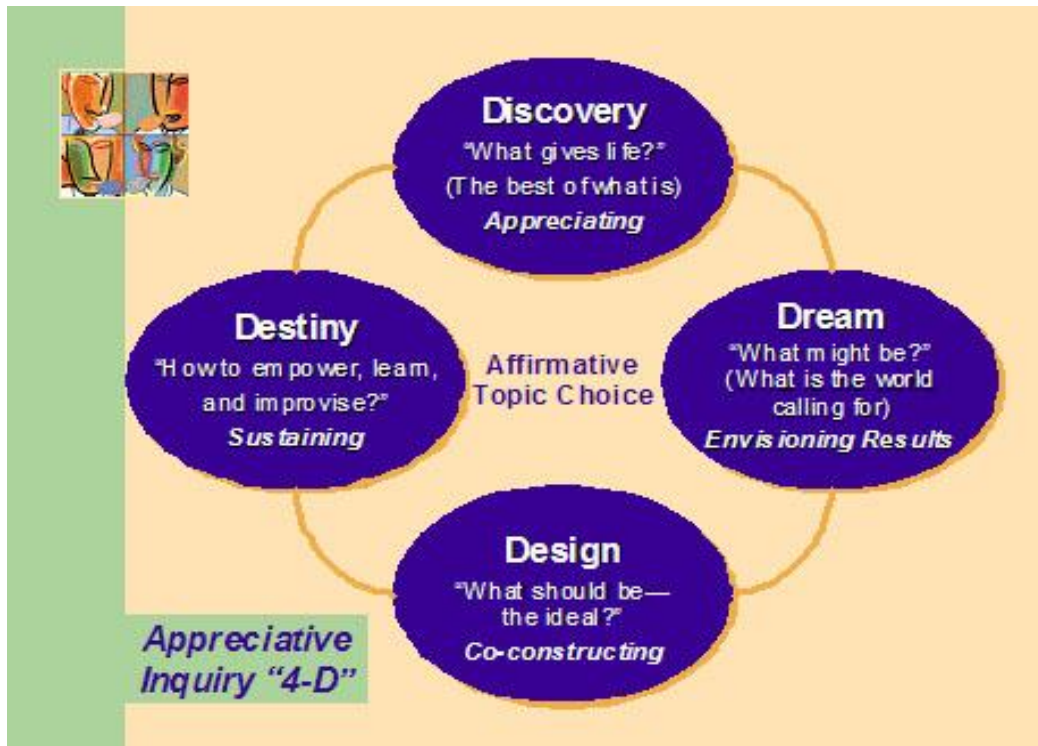 Discovery
“What gives life?”
(The best of what is)
Appreciating
Dream
“What might be?”
(What is the world
calling for)
Envisioning Results
Design
“What should be—
the ideal?”
Co-constructing
Destiny
“How to empower, learn,
and improvise?”
Sustaining
Affirmative
Topic Choice
Appreciative
Inquiry “4-D”